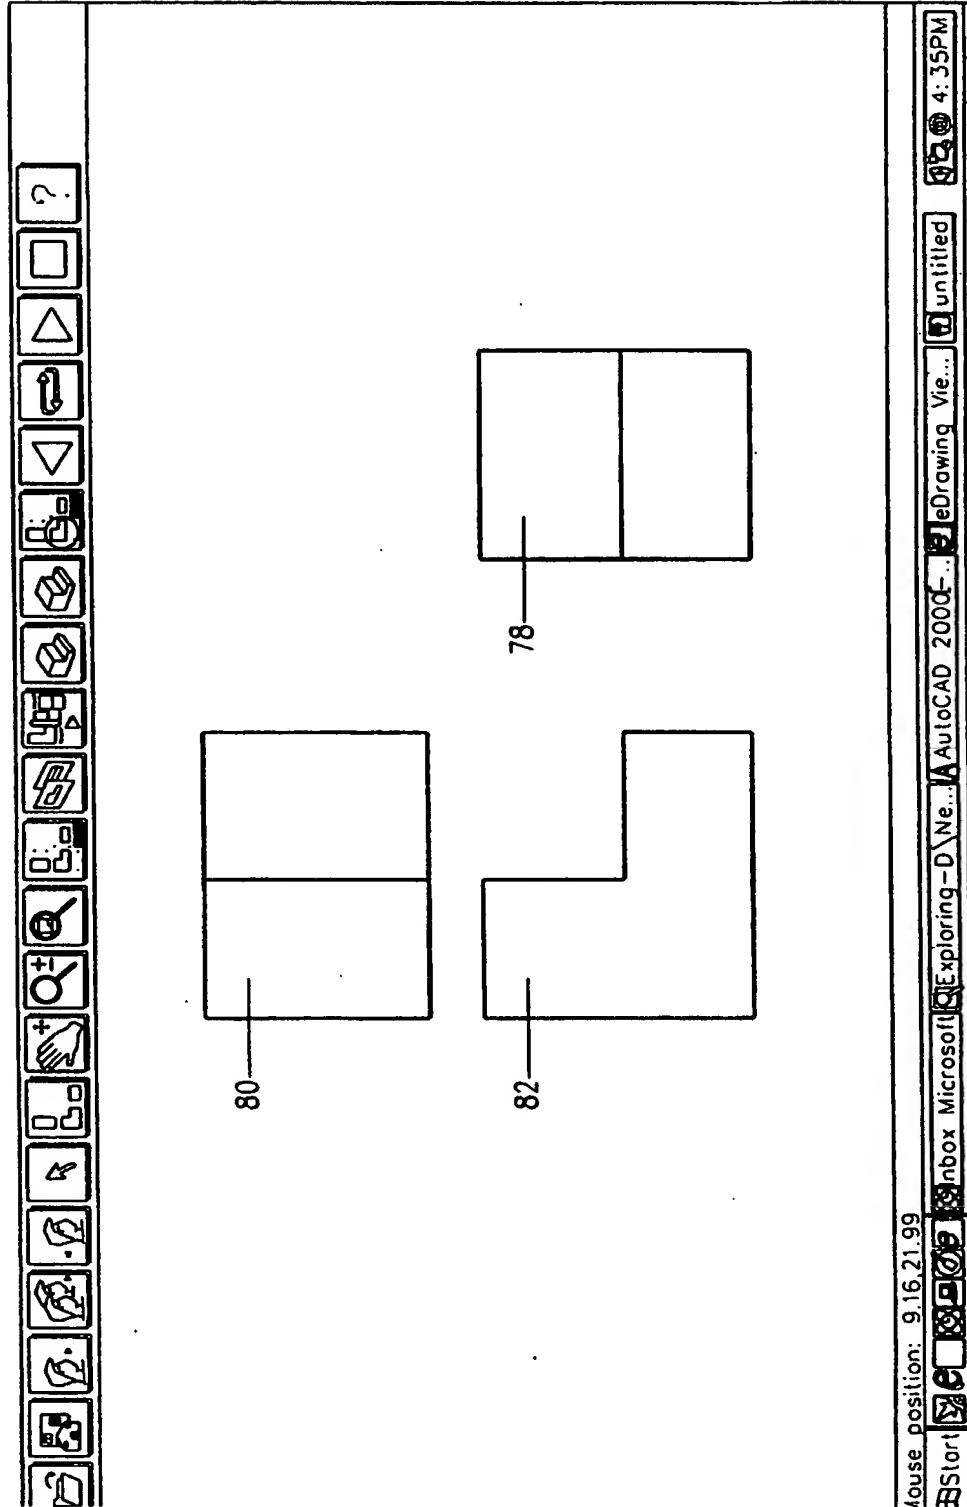 ?
80
78
82
Mouse position: 9.16,21.99
Start
Inbox Microsoft
Exploring-D\Ne...
AutoCAD 2000-..
eDrawing Vie...
untitled
4:35PM